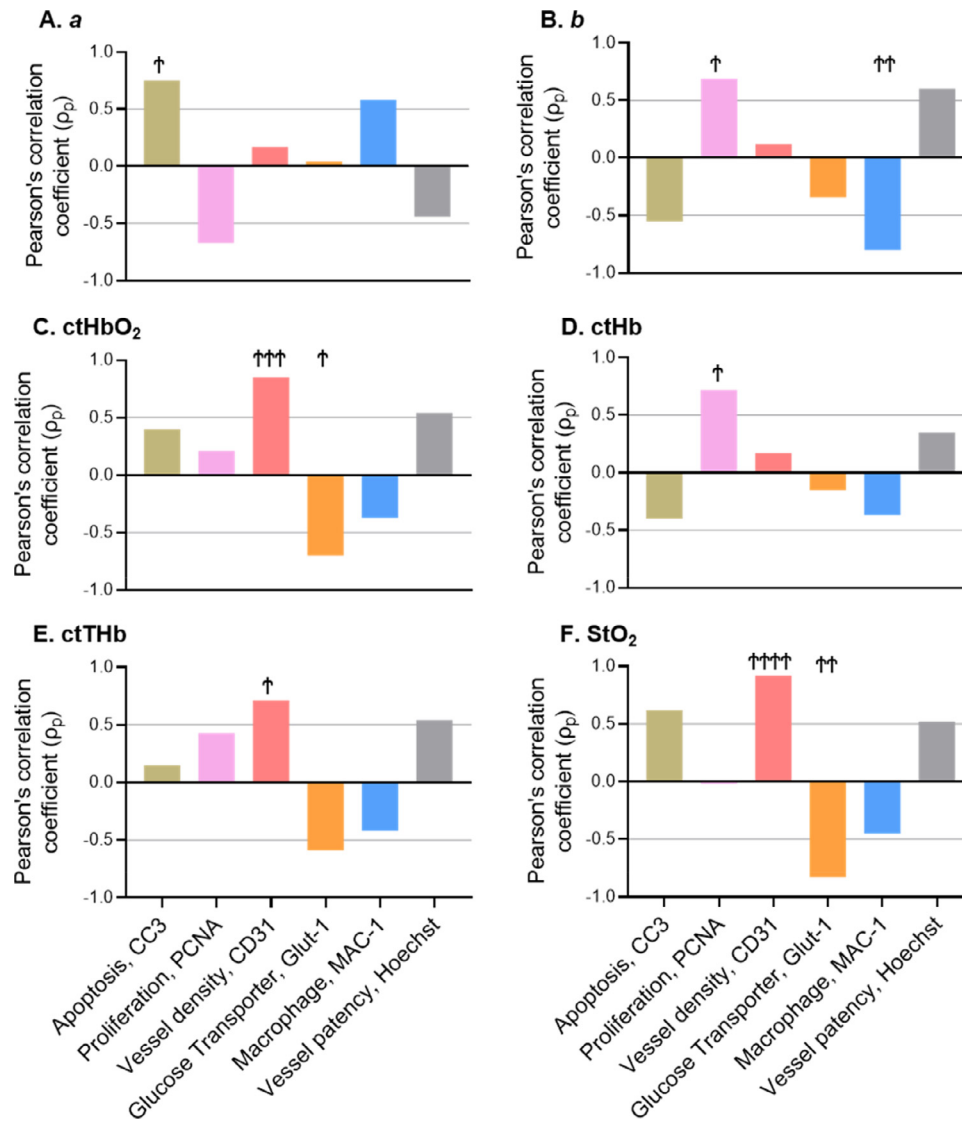 A. a
Pearson's correlation
coefficient (ρp)
1.0
0.5
0.0
-0.5
-1.0
☥
B. b
Pearson's correlation
coefficient (ρp)
1.0
0.5
0.0
-0.5
-1.0
☥
☥☥
C. ctHbO₂
Pearson's correlation
coefficient (ρp)
1.0
0.5
0.0
-0.5
-1.0
☥☥☥
☥
D. ctHb
Pearson's correlation
coefficient (ρp)
1.0
0.5
0.0
-0.5
-1.0
☥
E. ctTHb
Pearson's correlation
coefficient (ρp)
1.0
0.5
0.0
-0.5
-1.0
☥
Apoptosis, CC3
Proliferation, PCNA
Vessel density, CD31
Glucose Transporter, Glut-1
Macrophage, MAC-1
Vessel patency, Hoechst
F. StO₂
Pearson's correlation
coefficient (ρp)
1.0
0.5
0.0
-0.5
-1.0
☥☥☥☥
☥☥
Apoptosis, CC3
Proliferation, PCNA
Vessel density, CD31
Glucose Transporter, Glut-1
Macrophage, MAC-1
Vessel patency, Hoechst